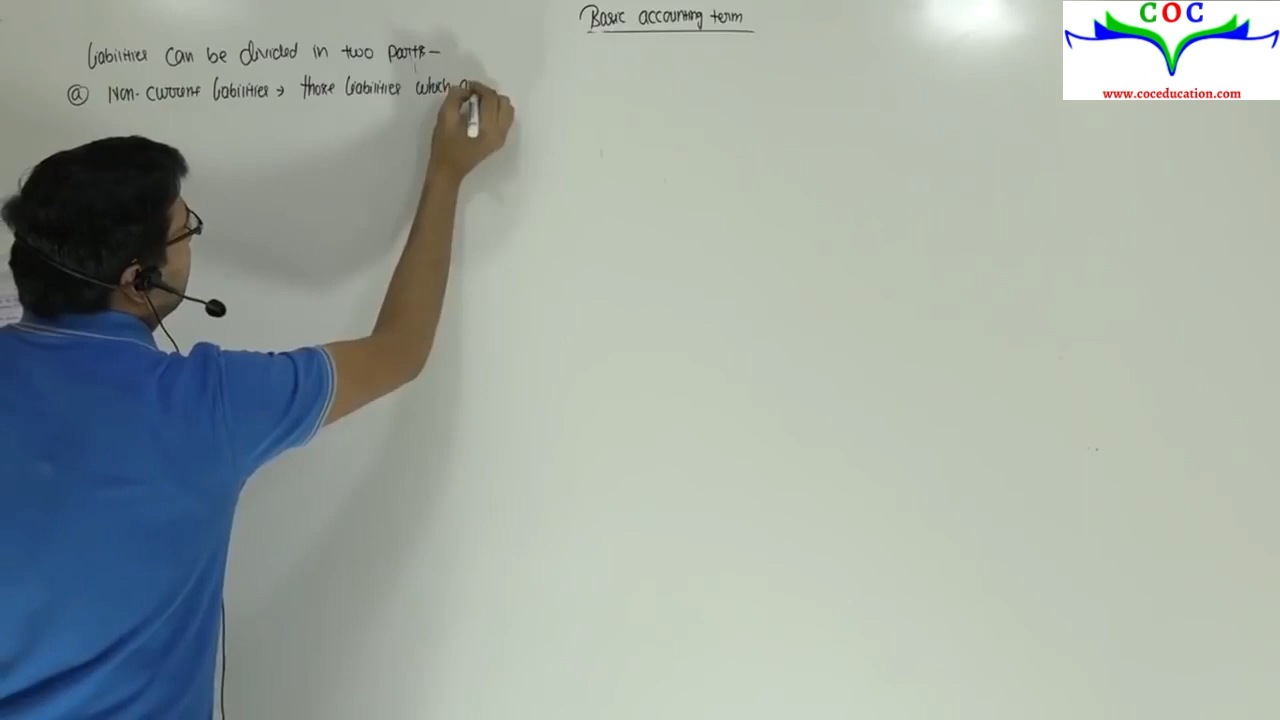 Basic accounting term
COC
www.coceducation.com
Liabilities can be divided in two parts-
ⓐ Non-current liabilities → those liabilities which